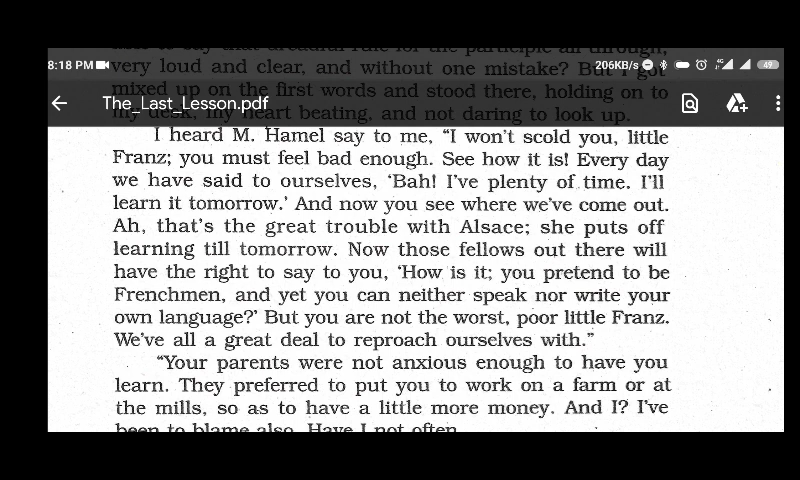 8:18 PM 206KB/s 4G 49
very loud and clear, and without one mistake? But I got
mixed up on the first words and stood there, holding on to
The_Last_Lesson.pdf
my desk, my heart beating, and not daring to look up.
I heard M. Hamel say to me, “I won’t scold you, little
Franz; you must feel bad enough. See how it is! Every day
we have said to ourselves, ‘Bah! I’ve plenty of time. I’ll
learn it tomorrow.’ And now you see where we’ve come out.
Ah, that’s the great trouble with Alsace; she puts off
learning till tomorrow. Now those fellows out there will
have the right to say to you, ‘How is it; you pretend to be
Frenchmen, and yet you can neither speak nor write your
own language?’ But you are not the worst, poor little Franz.
We’ve all a great deal to reproach ourselves with.”
“Your parents were not anxious enough to have you
learn. They preferred to put you to work on a farm or at
the mills, so as to have a little more money. And I? I’ve
been to blame also. Have I not often